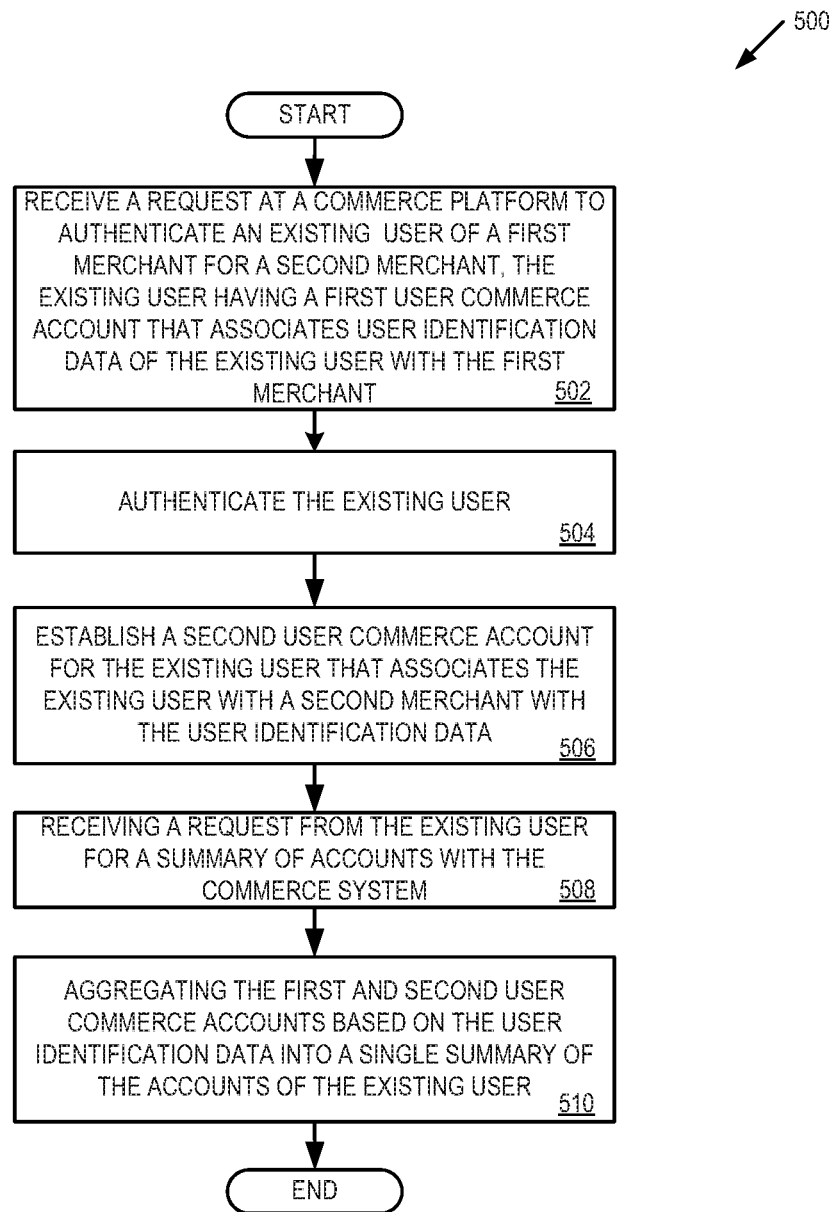 500
START
RECEIVE A REQUEST AT A COMMERCE PLATFORM TO
AUTHENTICATE AN EXISTING USER OF A FIRST
MERCHANT FOR A SECOND MERCHANT, THE
EXISTING USER HAVING A FIRST USER COMMERCE
ACCOUNT THAT ASSOCIATES USER IDENTIFICATION
DATA OF THE EXISTING USER WITH THE FIRST
MERCHANT 502
AUTHENTICATE THE EXISTING USER
504
ESTABLISH A SECOND USER COMMERCE ACCOUNT
FOR THE EXISTING USER THAT ASSOCIATES THE
EXISTING USER WITH A SECOND MERCHANT WITH
THE USER IDENTIFICATION DATA
506
RECEIVING A REQUEST FROM THE EXISTING USER
FOR A SUMMARY OF ACCOUNTS WITH THE
COMMERCE SYSTEM 508
AGGREGATING THE FIRST AND SECOND USER
COMMERCE ACCOUNTS BASED ON THE USER
IDENTIFICATION DATA INTO A SINGLE SUMMARY OF
THE ACCOUNTS OF THE EXISTING USER
510
END